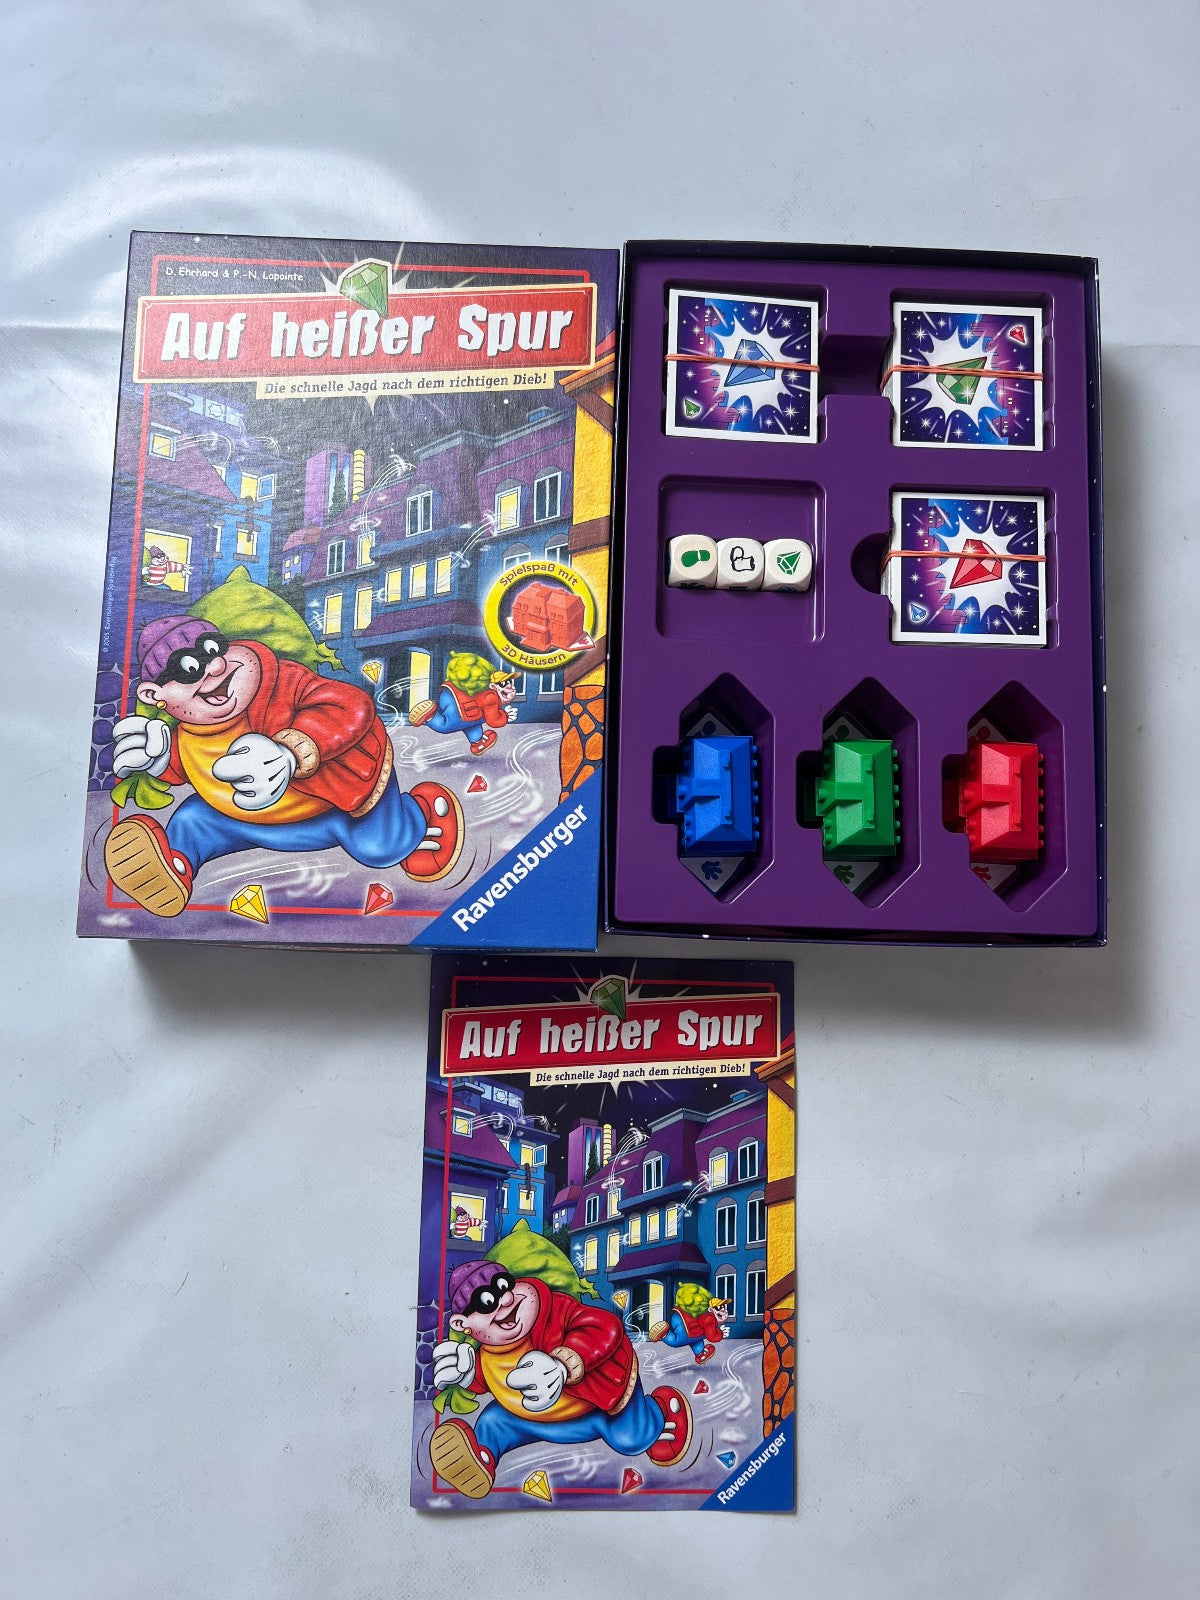 D. Ehrhard & P.-N. Lapointe
Auf heißer Spur
Die schnelle Jagd nach dem richtigen Dieb!
Spielspaß mit
3D Häusern
Ravensburger
Auf heißer Spur
Die schnelle Jagd nach dem richtigen Dieb!
Ravensburger